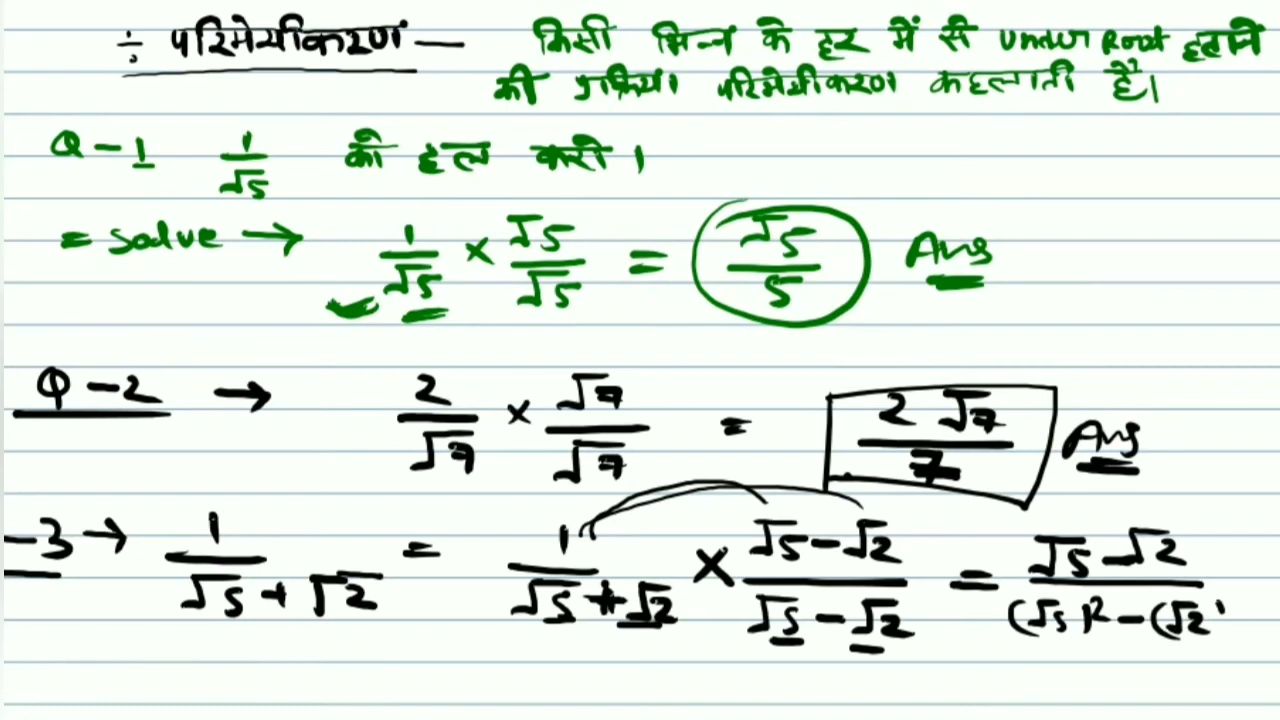 ÷ परिमेयीकरण — किसी भिन्न के हर में से under Root हटाने
की प्रक्रिया परिमेयीकरण कहलाती है।
Q - 1 1/√5 को हल करो।
= Solve → 1/√5 × √5/√5 = √5/5 Ans
Q - 2 → 2/√7 × √7/√7 = 2√7/7 Ans
- 3 → 1/(√5 + √2) = 1/(√5 + √2) × (√5 - √2)/(√5 - √2) = (√5 - √2)/((√5)² - (√2)